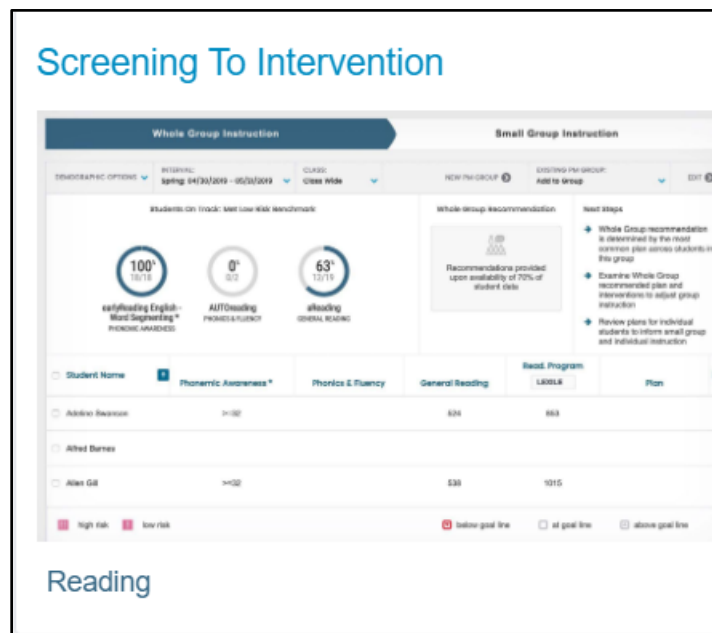 Screening To Intervention
Whole Group Instruction
Small Group Instruction
DEMOGRAPHIC OPTIONS
INTERVAL:
Spring: 04/30/2019 - 05/31/2019
CLASS:
Class Wide
NEW PM GROUP
EXISTING PM GROUP:
Add to Group
EDIT
Students On Track: Met Low Risk Benchmark
100%
18/18
earlyReading English -
Word Segmenting *
PHONEMIC AWARENESS
0%
0/2
AUTOreading
PHONICS & FLUENCY
63%
12/19
aReading
GENERAL READING
Whole Group Recommendation
Recommendations provided
upon availability of 70% of
student data
Next Steps
Whole Group recommendation
is determined by the most
common plan across students in
this group
Examine Whole Group
recommended plan and
interventions to adjust group
instruction
Review plans for individual
students to inform small group
and individual instruction
Student Name
Phonemic Awareness *
Phonics & Fluency
General Reading
Read. Program
LEXILE
Plan
Swanson
524
Alfred Barnes
Allen Gill
>=32
538
1015
high risk
low risk
below goal line
at goal line
above goal line
Reading